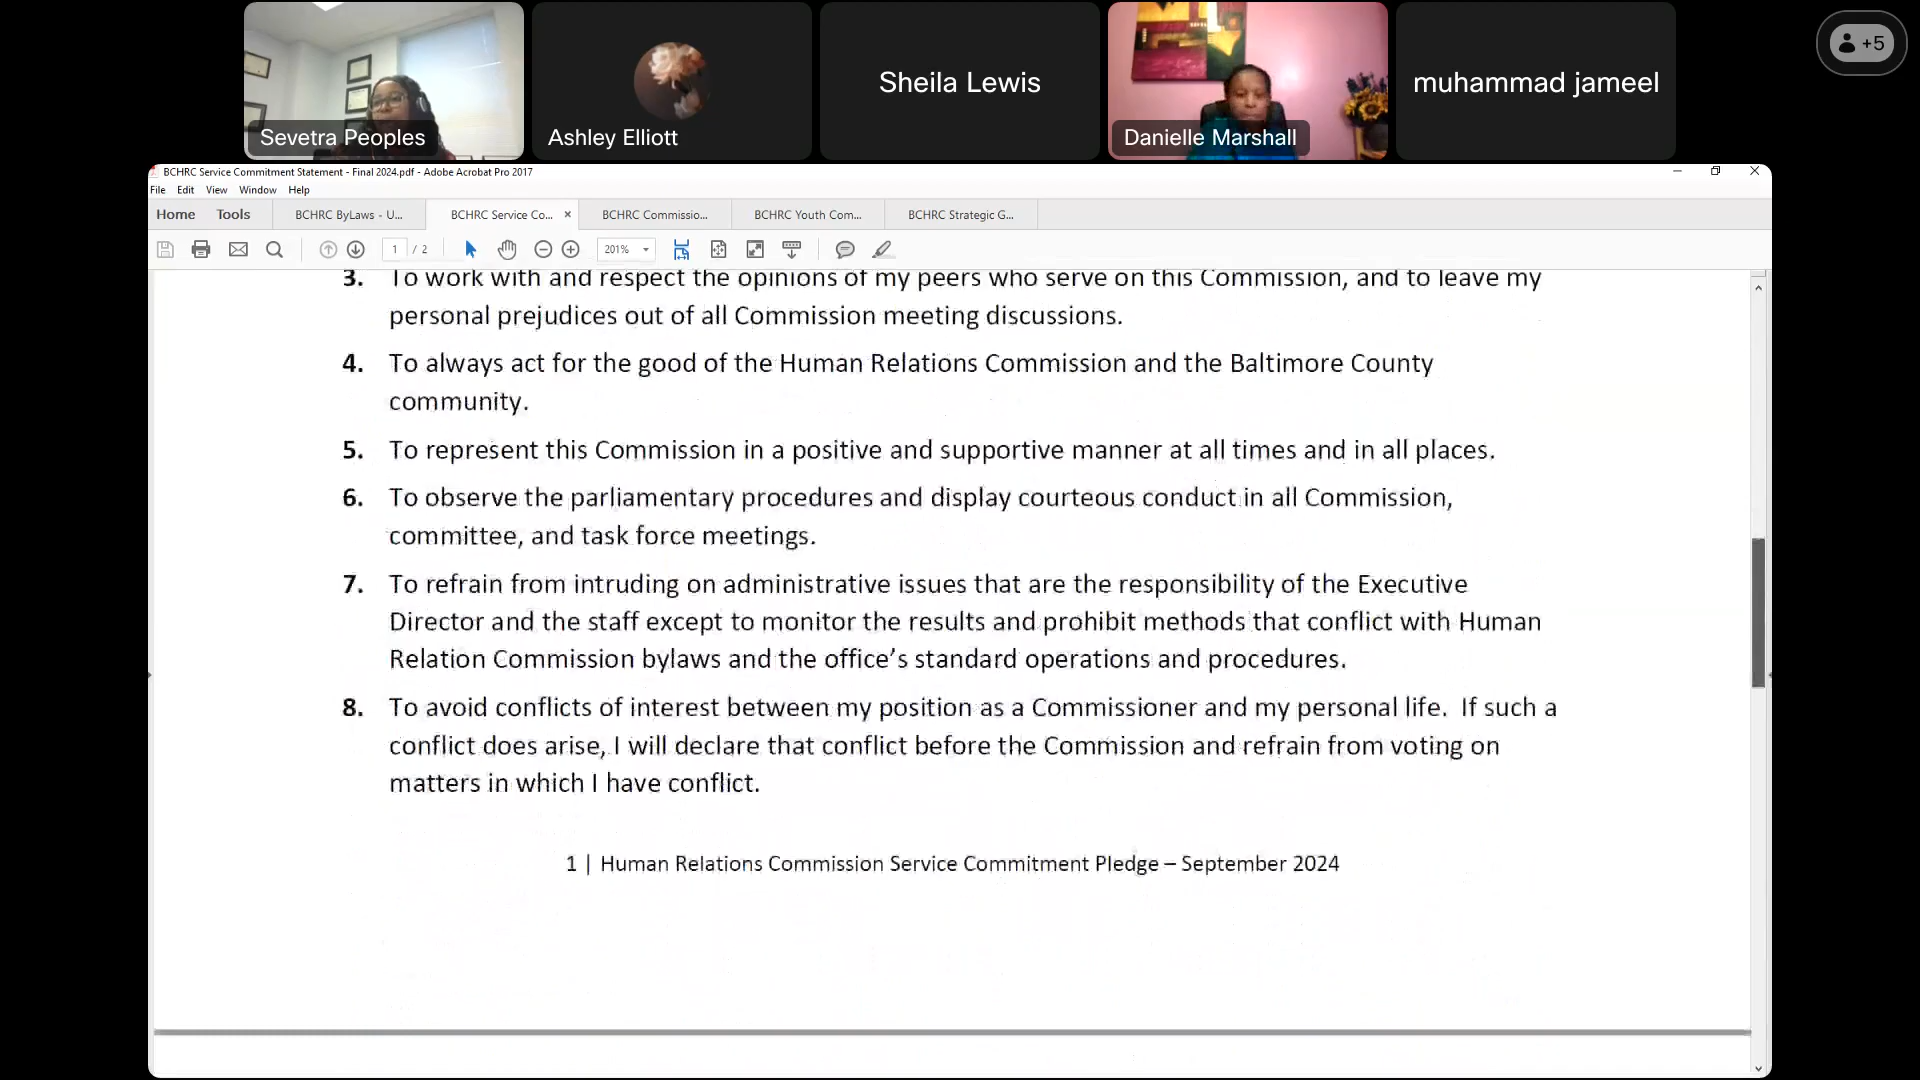 +5
Sheila Lewis
muhammad jameel
Sevetra Peoples
Ashley Elliott
Danielle Marshall
BCHRC Service Commitment Statement - Final 2024.pdf - Adobe Acrobat Pro 2017
File Edit View Window Help
Home Tools BCHRC ByLaws - U... BCHRC Service Co... × BCHRC Commissio... BCHRC Youth Com... BCHRC Strategic G...
1 / 2 201%
3. To work with and respect the opinions of my peers who serve on this Commission, and to leave my
personal prejudices out of all Commission meeting discussions.
4. To always act for the good of the Human Relations Commission and the Baltimore County
community.
5. To represent this Commission in a positive and supportive manner at all times and in all places.
6. To observe the parliamentary procedures and display courteous conduct in all Commission,
committee, and task force meetings.
7. To refrain from intruding on administrative issues that are the responsibility of the Executive
Director and the staff except to monitor the results and prohibit methods that conflict with Human
Relation Commission bylaws and the office’s standard operations and procedures.
8. To avoid conflicts of interest between my position as a Commissioner and my personal life. If such a
conflict does arise, I will declare that conflict before the Commission and refrain from voting on
matters in which I have conflict.
1 | Human Relations Commission Service Commitment Pledge – September 2024